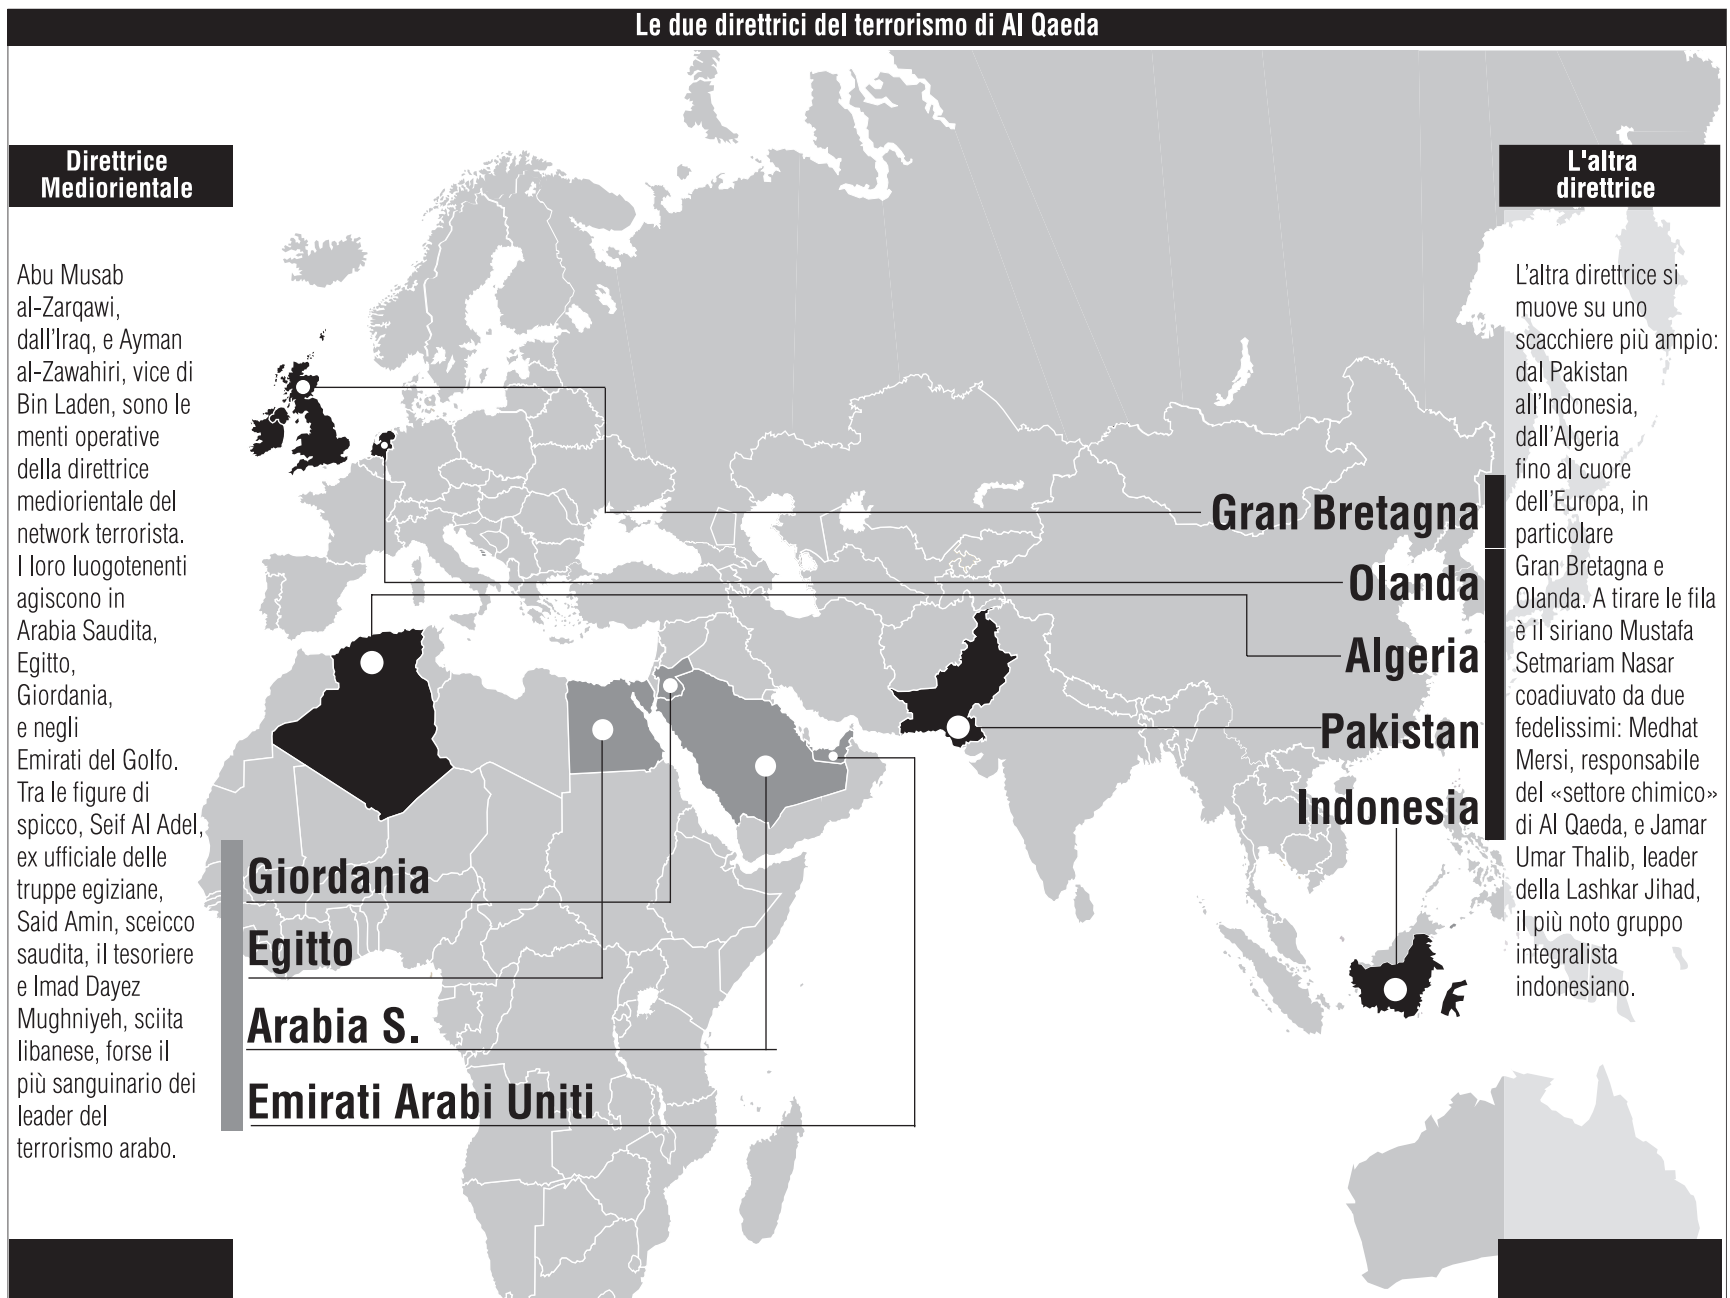 Le due direttrici del terrorismo di Al Qaeda
Direttrice
Mediorientale
Abu Musab
al-Zarqawi,
dall'Iraq, e Ayman
al-Zawahiri, vice di
Bin Laden, sono le
menti operative
della direttrice
mediorientale del
network terrorista.
I loro luogotenenti
agiscono in
Arabia Saudita,
Egitto,
Giordania,
e negli
Emirati del Golfo.
Tra le figure di
spicco, Seif Al Adel,
ex ufficiale delle
truppe egiziane,
Said Amin, sceicco
saudita, il tesoriere
e Imad Dayez
Mughniyeh, sciita
libanese, forse il
più sanguinario dei
leader del
terrorismo arabo.
Giordania
Egitto
Arabia S.
Emirati Arabi Uniti
Gran Bretagna
Olanda
Algeria
Pakistan
Indonesia
L'altra
direttrice
L'altra direttrice si
muove su uno
scacchiere più ampio:
dal Pakistan
all'Indonesia,
dall'Algeria
fino al cuore
dell'Europa, in
particolare
Gran Bretagna e
Olanda. A tirare le fila
è il siriano Mustafa
Setmariam Nasar
coadiuvato da due
fedelissimi: Medhat
Mersi, responsabile
del «settore chimico»
di Al Qaeda, e Jamar
Umar Thalib, leader
della Lashkar Jihad,
il più noto gruppo
integralista
indonesiano.